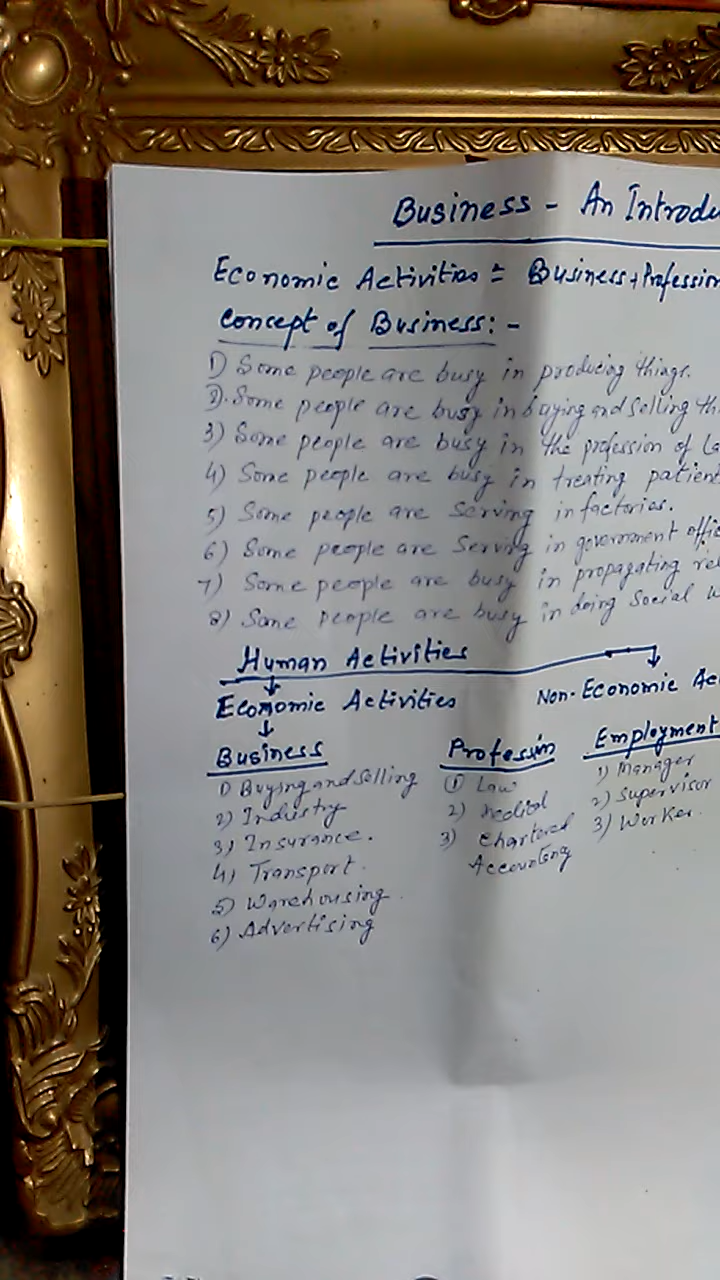 Business - An Introdu
Economic Activities = Business + Profession
Concept of Business: -
1) Some people are busy in producing things.
2). Some people are busy in buying and selling th
3) Some people are busy in the profession of La
4) Some people are busy in treating patient
5) Some people are serving in factories.
6) Some people are serving in government offic
7) Some people are busy in propagating rel
8) Some people are busy in doing social w
Human Activities
Economic Activities Non-Economic Ac
Business Profession Employment
1) Buying and selling 1) Law 1) Manager
2) Industry 2) Medical 2) Supervisor
3) Insurance. 3) Chartered 3) Worker.
4) Transport. Accounting
5) Warehousing.
6) Advertising